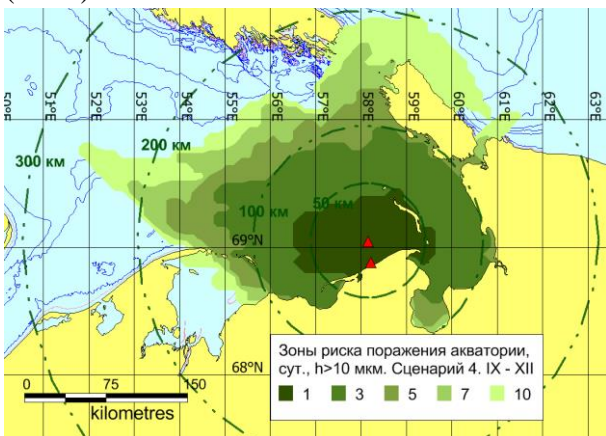 50°E
51°E
52°E
53°E
54°E
55°E
56°E
57°E
58°E
59°E
60°E
61°E
62°E
63°E
300 км
200 км
100 км
50 км
69°N
68°N
Зоны риска поражения акватории,
сут., h>10 мкм. Сценарий 4. IX - XII
1 3 5 7 10
0 75 150
kilometres